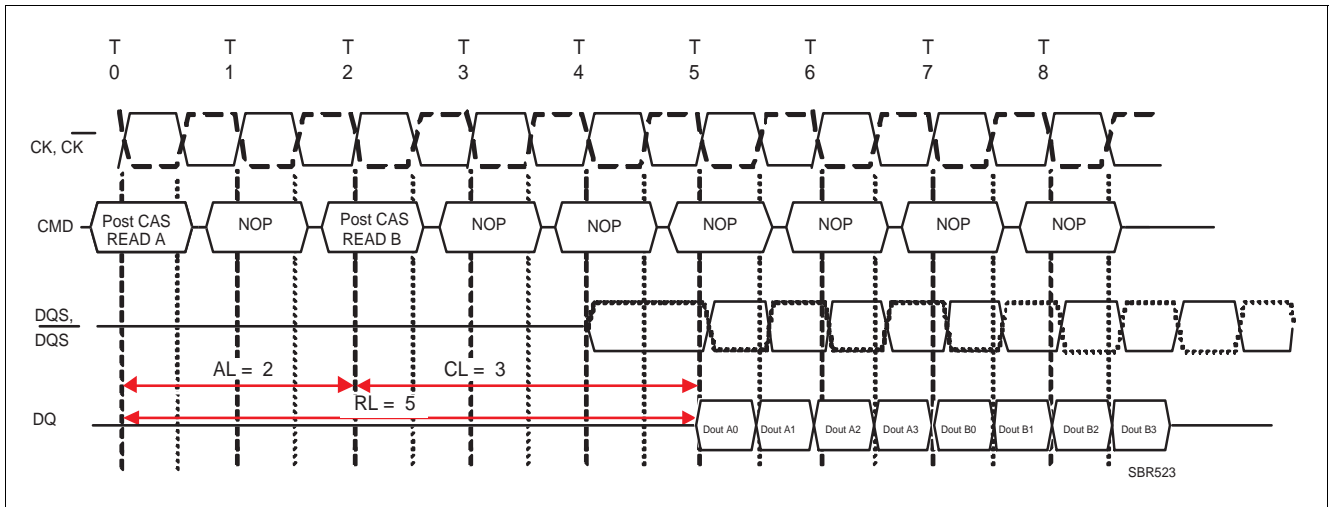 T T T T T T T T T
0 1 2 3 4 5 6 7 8
CK, CK
CMD
Post CAS
READ A
NOP
Post CAS
READ B
NOP
NOP
NOP
NOP
NOP
NOP
DQS,
DQS
AL = 2
CL = 3
RL = 5
DQ
Dout A0
Dout A1
Dout A2
Dout A3
Dout B0
Dout B1
Dout B2
Dout B3
SBR523